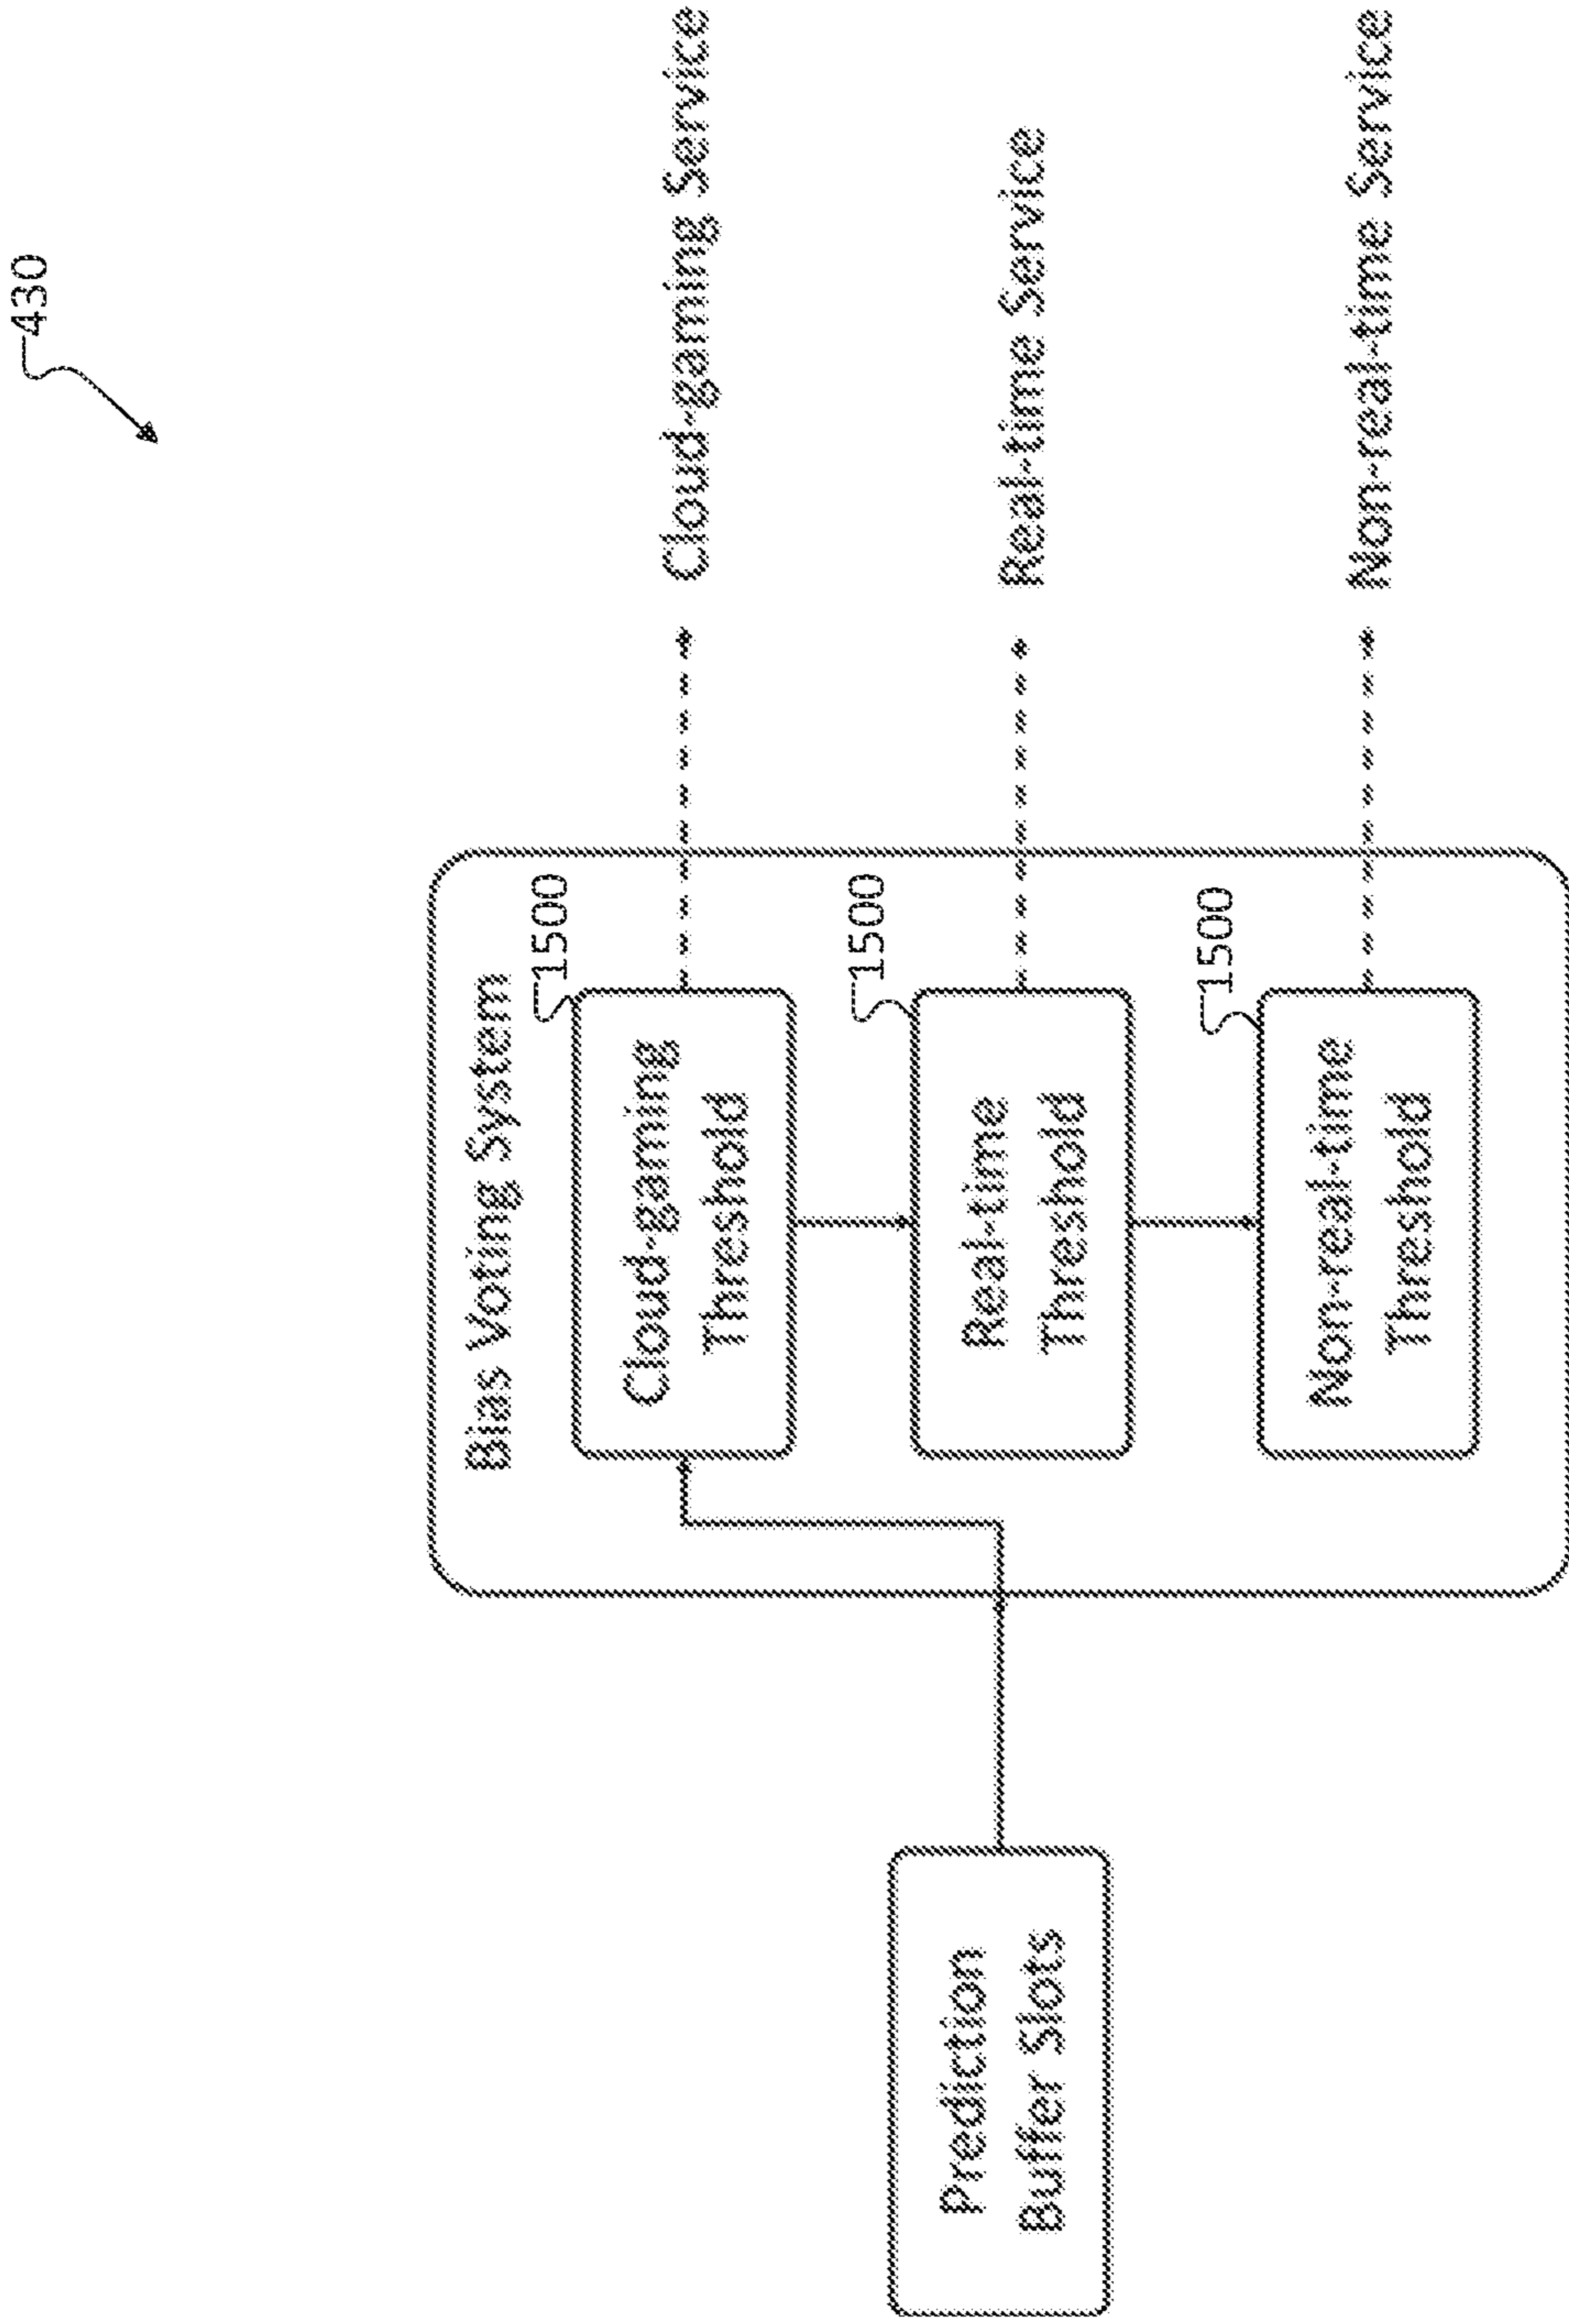 430
Prediction
Buffer Slots
Bias Voting System
1500
Cloud-gaming
Threshold
Cloud-gaming Service
1500
Real-time
Threshold
Real-time Service
1500
Non-real-time
Threshold
Non-real-time Service